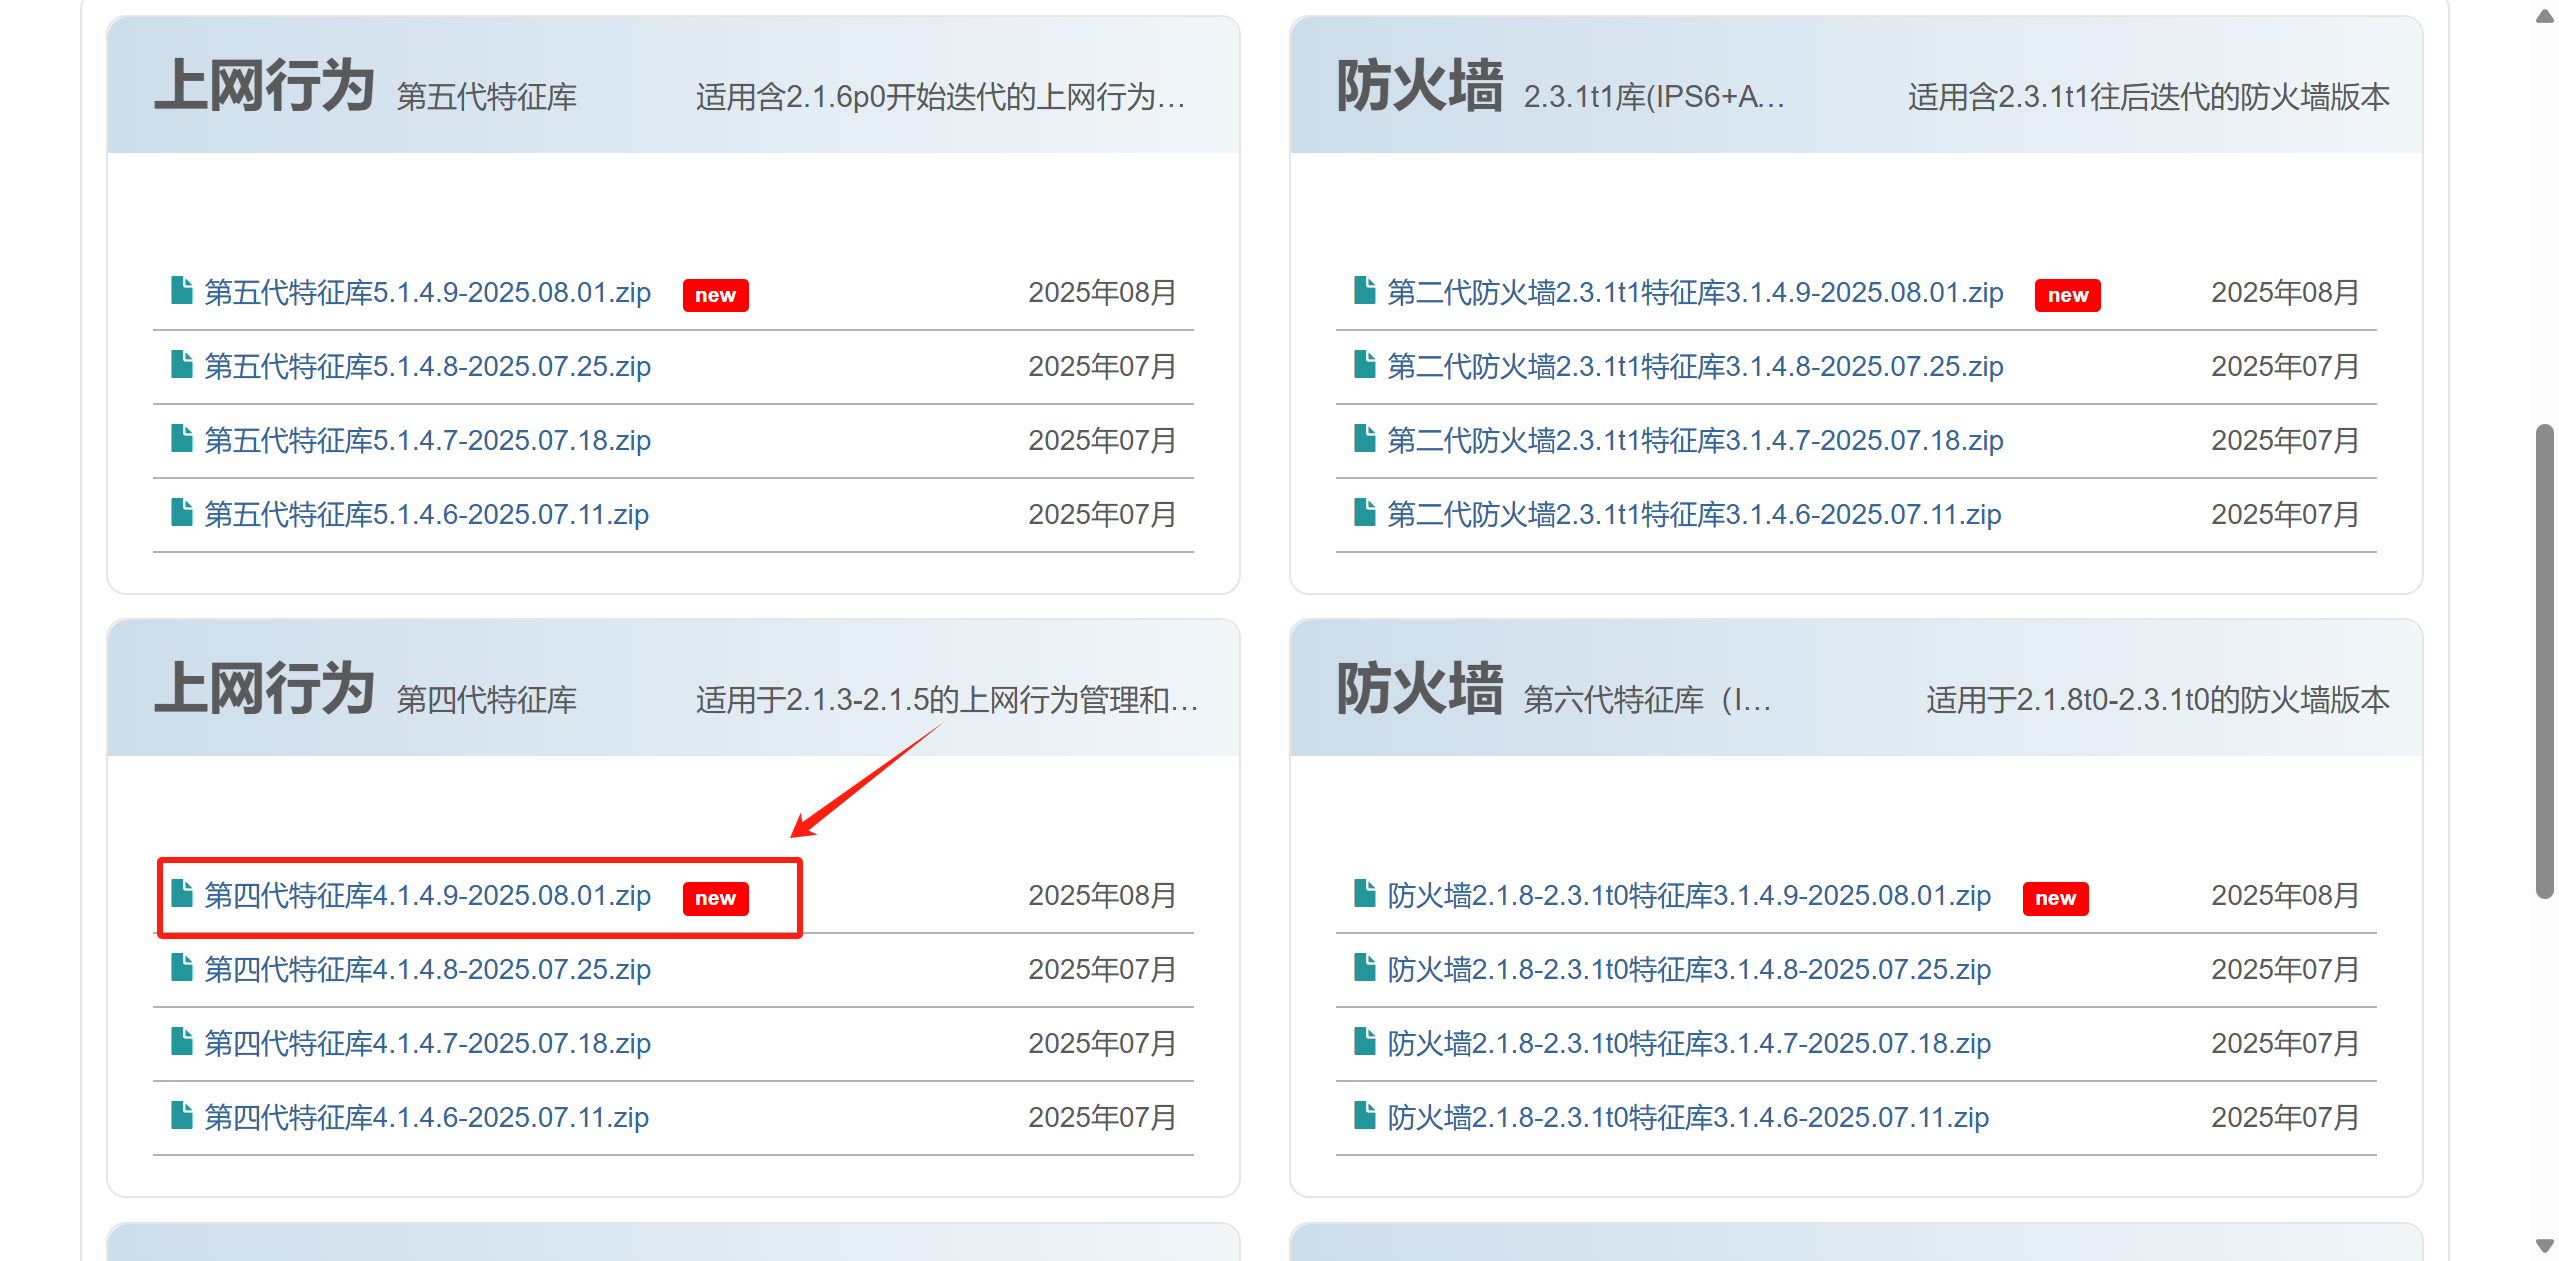 上网行为 第五代特征库 适用含2.1.6p0开始迭代的上网行为...
第五代特征库5.1.4.9-2025.08.01.zip new 2025年08月
第五代特征库5.1.4.8-2025.07.25.zip 2025年07月
第五代特征库5.1.4.7-2025.07.18.zip 2025年07月
第五代特征库5.1.4.6-2025.07.11.zip 2025年07月
防火墙 2.3.1t1库(IPS6+A... 适用含2.3.1t1往后迭代的防火墙版本
第二代防火墙2.3.1t1特征库3.1.4.9-2025.08.01.zip new 2025年08月
第二代防火墙2.3.1t1特征库3.1.4.8-2025.07.25.zip 2025年07月
第二代防火墙2.3.1t1特征库3.1.4.7-2025.07.18.zip 2025年07月
第二代防火墙2.3.1t1特征库3.1.4.6-2025.07.11.zip 2025年07月
上网行为 第四代特征库 适用于2.1.3-2.1.5的上网行为管理和...
第四代特征库4.1.4.9-2025.08.01.zip new 2025年08月
第四代特征库4.1.4.8-2025.07.25.zip 2025年07月
第四代特征库4.1.4.7-2025.07.18.zip 2025年07月
第四代特征库4.1.4.6-2025.07.11.zip 2025年07月
防火墙 第六代特征库（I... 适用于2.1.8t0-2.3.1t0的防火墙版本
防火墙2.1.8-2.3.1t0特征库3.1.4.9-2025.08.01.zip new 2025年08月
防火墙2.1.8-2.3.1t0特征库3.1.4.8-2025.07.25.zip 2025年07月
防火墙2.1.8-2.3.1t0特征库3.1.4.7-2025.07.18.zip 2025年07月
防火墙2.1.8-2.3.1t0特征库3.1.4.6-2025.07.11.zip 2025年07月